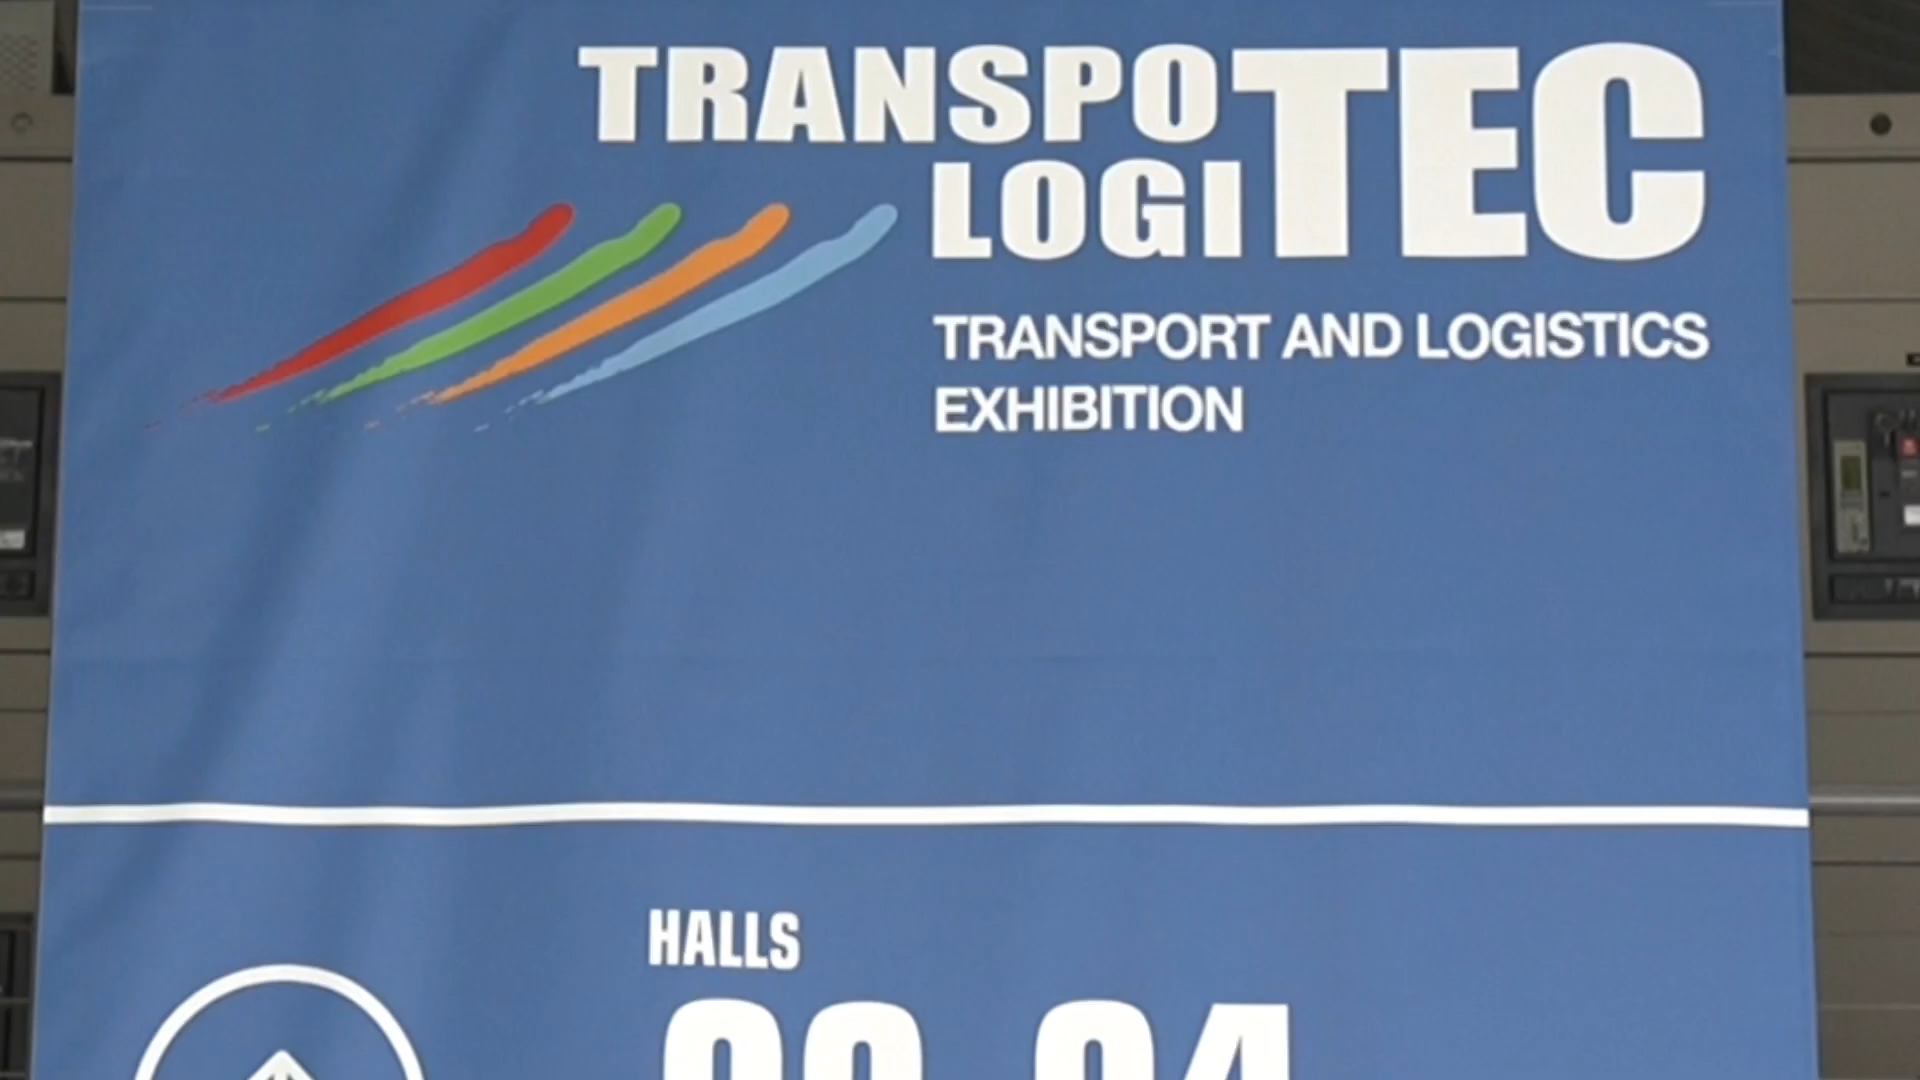 TRANSPOTEC
LOGITEC
TRANSPORT AND LOGISTICS
EXHIBITION
HALLS